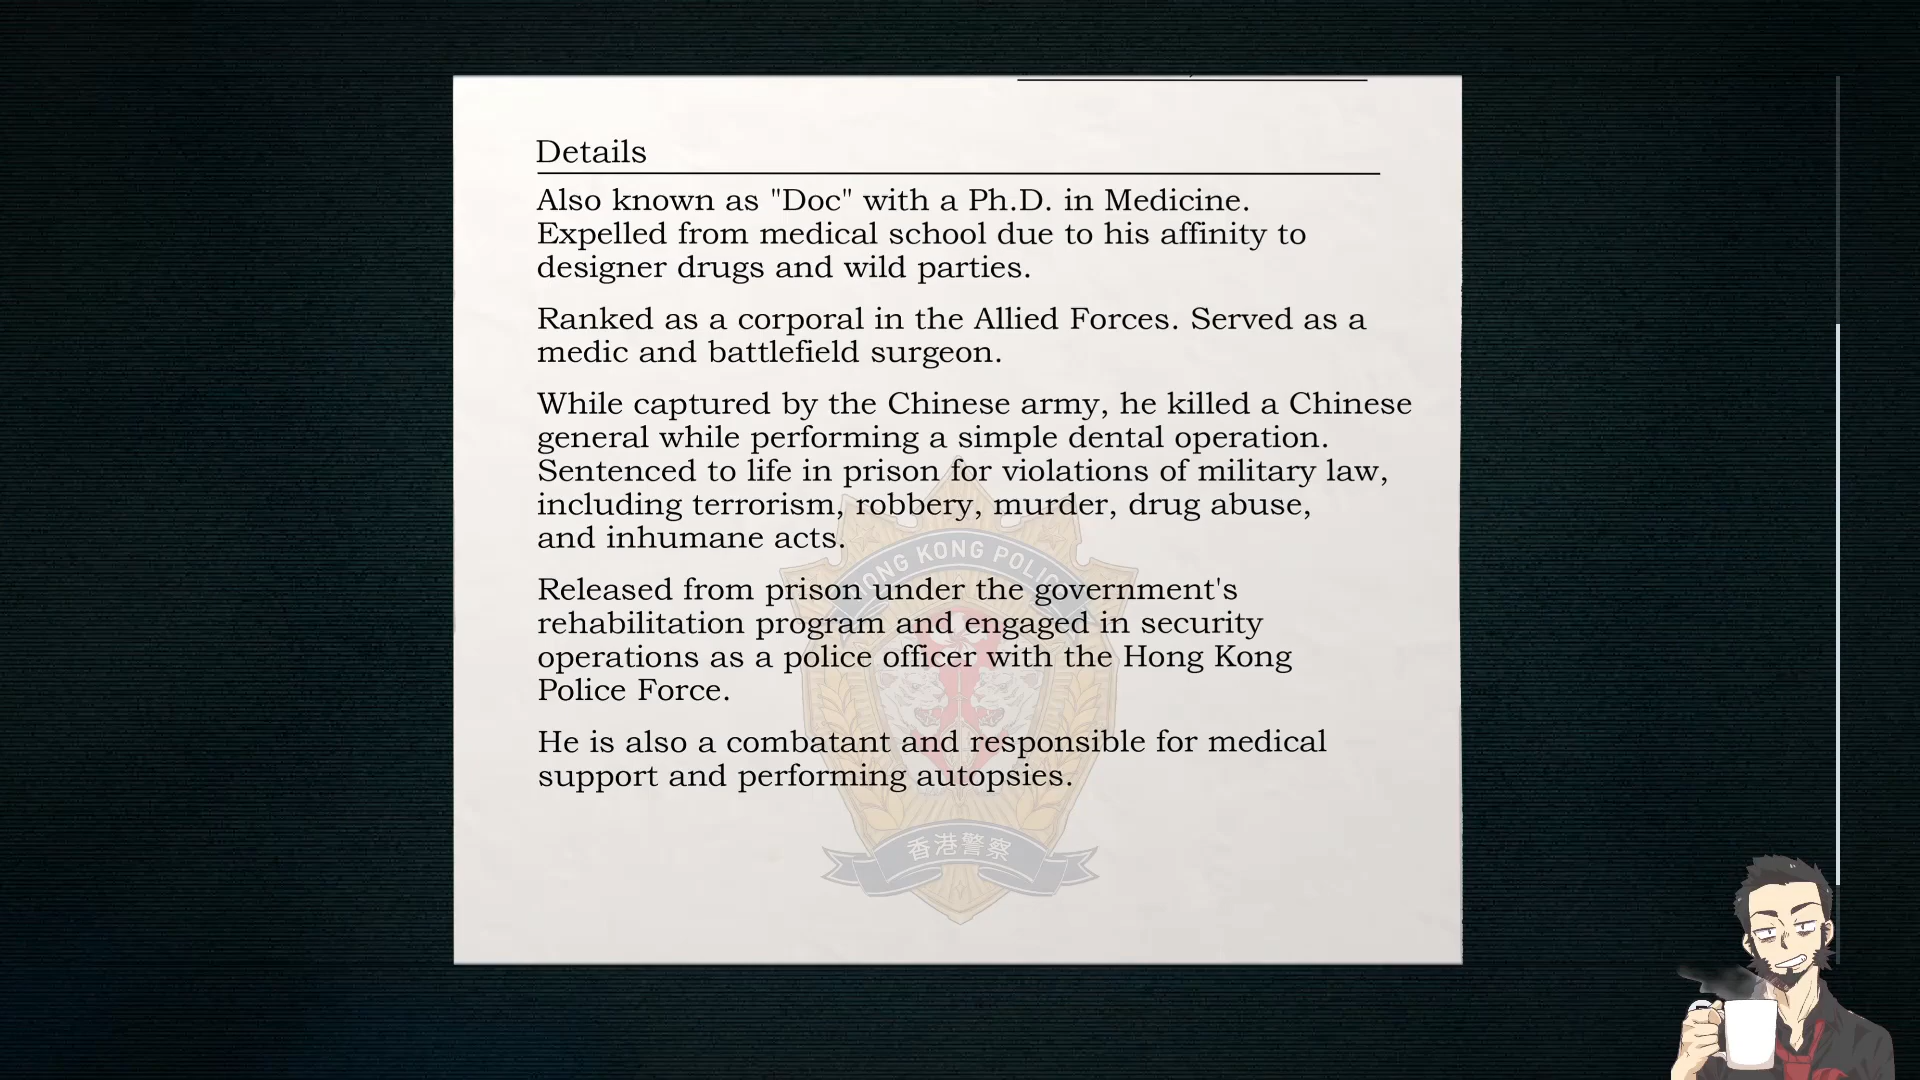 Details
Also known as "Doc" with a Ph.D. in Medicine.
Expelled from medical school due to his affinity to
designer drugs and wild parties.
Ranked as a corporal in the Allied Forces. Served as a
medic and battlefield surgeon.
While captured by the Chinese army, he killed a Chinese
general while performing a simple dental operation.
Sentenced to life in prison for violations of military law,
including terrorism, robbery, murder, drug abuse,
and inhumane acts.
HONG KONG POLICE
Released from prison under the government's
rehabilitation program and engaged in security
operations as a police officer with the Hong Kong
Police Force.
He is also a combatant and responsible for medical
support and performing autopsies.
香港警察